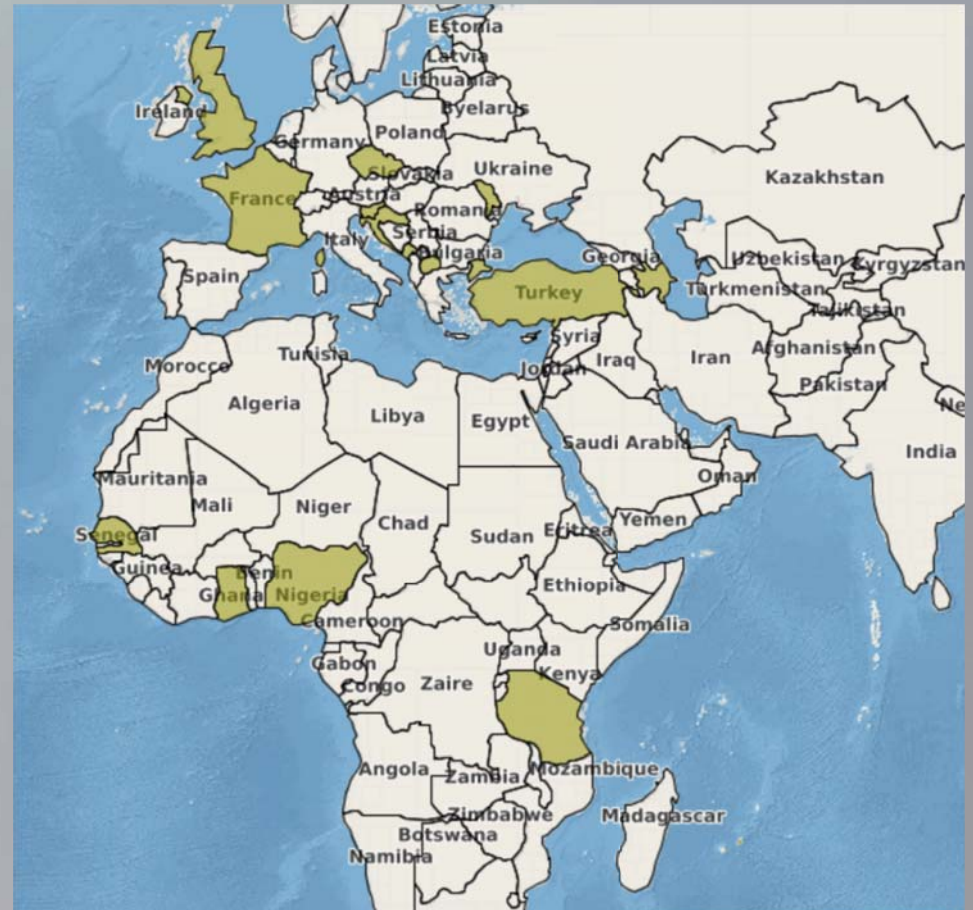 Estonia
Latvia
Lithuania
Byelarus
Ireland
Germany
Poland
Slovakia
Ukraine
Kazakhstan
France
Austria
Romania
Italy
Serbia
Bulgaria
Georgia
Uzbekistan
Kyrgyzstan
Spain
Turkey
Turkmenistan
Tajikistan
Syria
Morocco
Tunisia
Jordan
Iraq
Iran
Afghanistan
Pakistan
Algeria
Libya
Egypt
Ne
Saudi Arabia
India
Mauritania
Mali
Niger
Chad
Oman
Senegal
Sudan
Eritrea
Yemen
Guinea
Benin
Ghana
Nigeria
Ethiopia
Cameroon
Somalia
Uganda
Gabon
Congo
Zaire
Kenya
Angola
Zambia
Mozambique
Zimbabwe
Madagascar
Botswana
Namibia